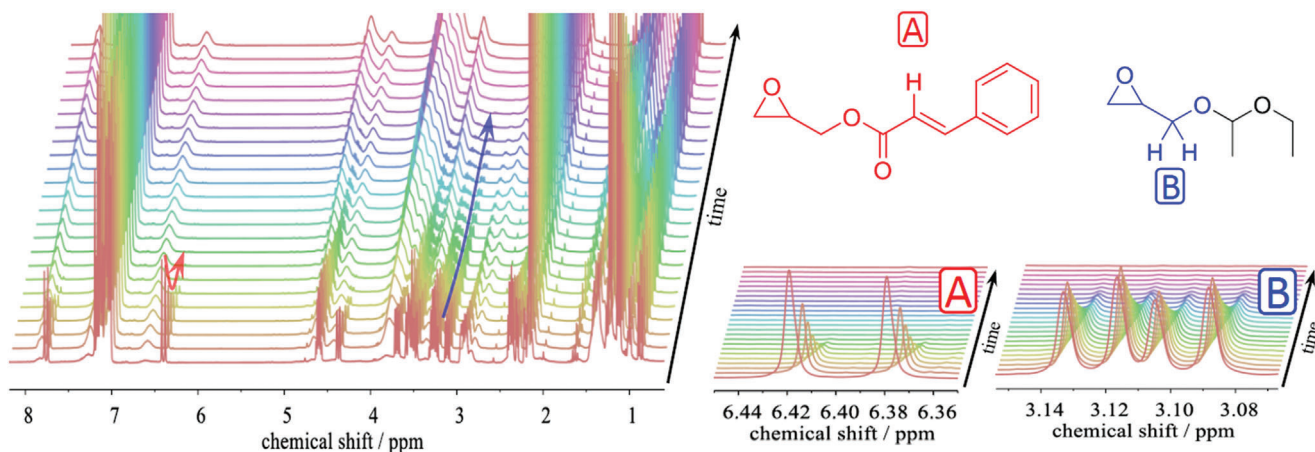 8 7 6 5 4 3 2 1
chemical shift / ppm
time
A
O
O
O
H
O
O
O
H H
B
A
6.44 6.42 6.40 6.38 6.36
chemical shift / ppm
time
B
3.14 3.12 3.10 3.08
chemical shift / ppm
time